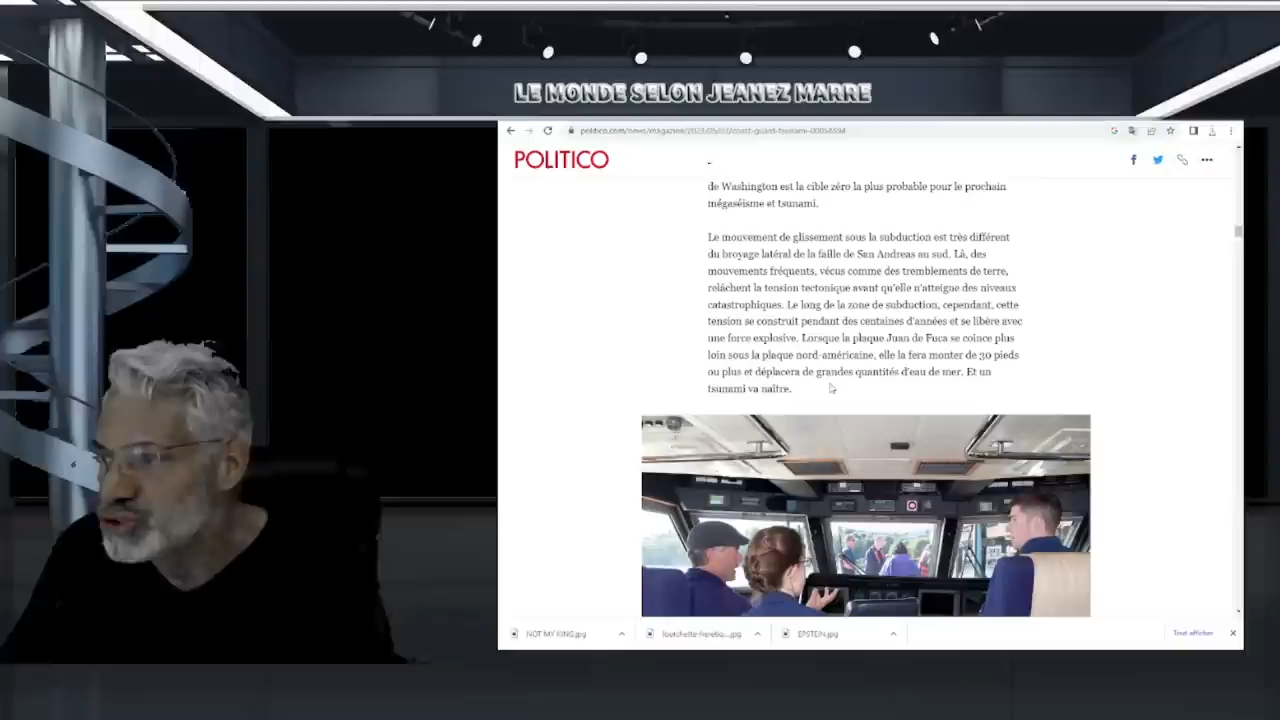 LE MONDE SELON JEANEZ MARRE
POLITICO
de Washington est la cible zéro la plus probable pour le prochain
mégaséisme et tsunami.
Le mouvement de glissement sous la subduction est très différent
du broyage latéral de la faille de San Andreas au sud. Là, des
mouvements fréquents, vécus comme des tremblements de terre,
relâchent la tension tectonique avant qu'elle n'atteigne des niveaux
catastrophiques. Le long de la zone de subduction, cependant, cette
tension se construit pendant des centaines d'années et se libère avec
une force explosive. Lorsque la plaque Juan de Fuca se coince plus
loin sous la plaque nord-américaine, elle la fera monter de 30 pieds
ou plus et déplacera de grandes quantités d'eau de mer. Et un
tsunami va naître.
NOT MY KING.jpg
EPSTEIN.jpg
Tout afficher